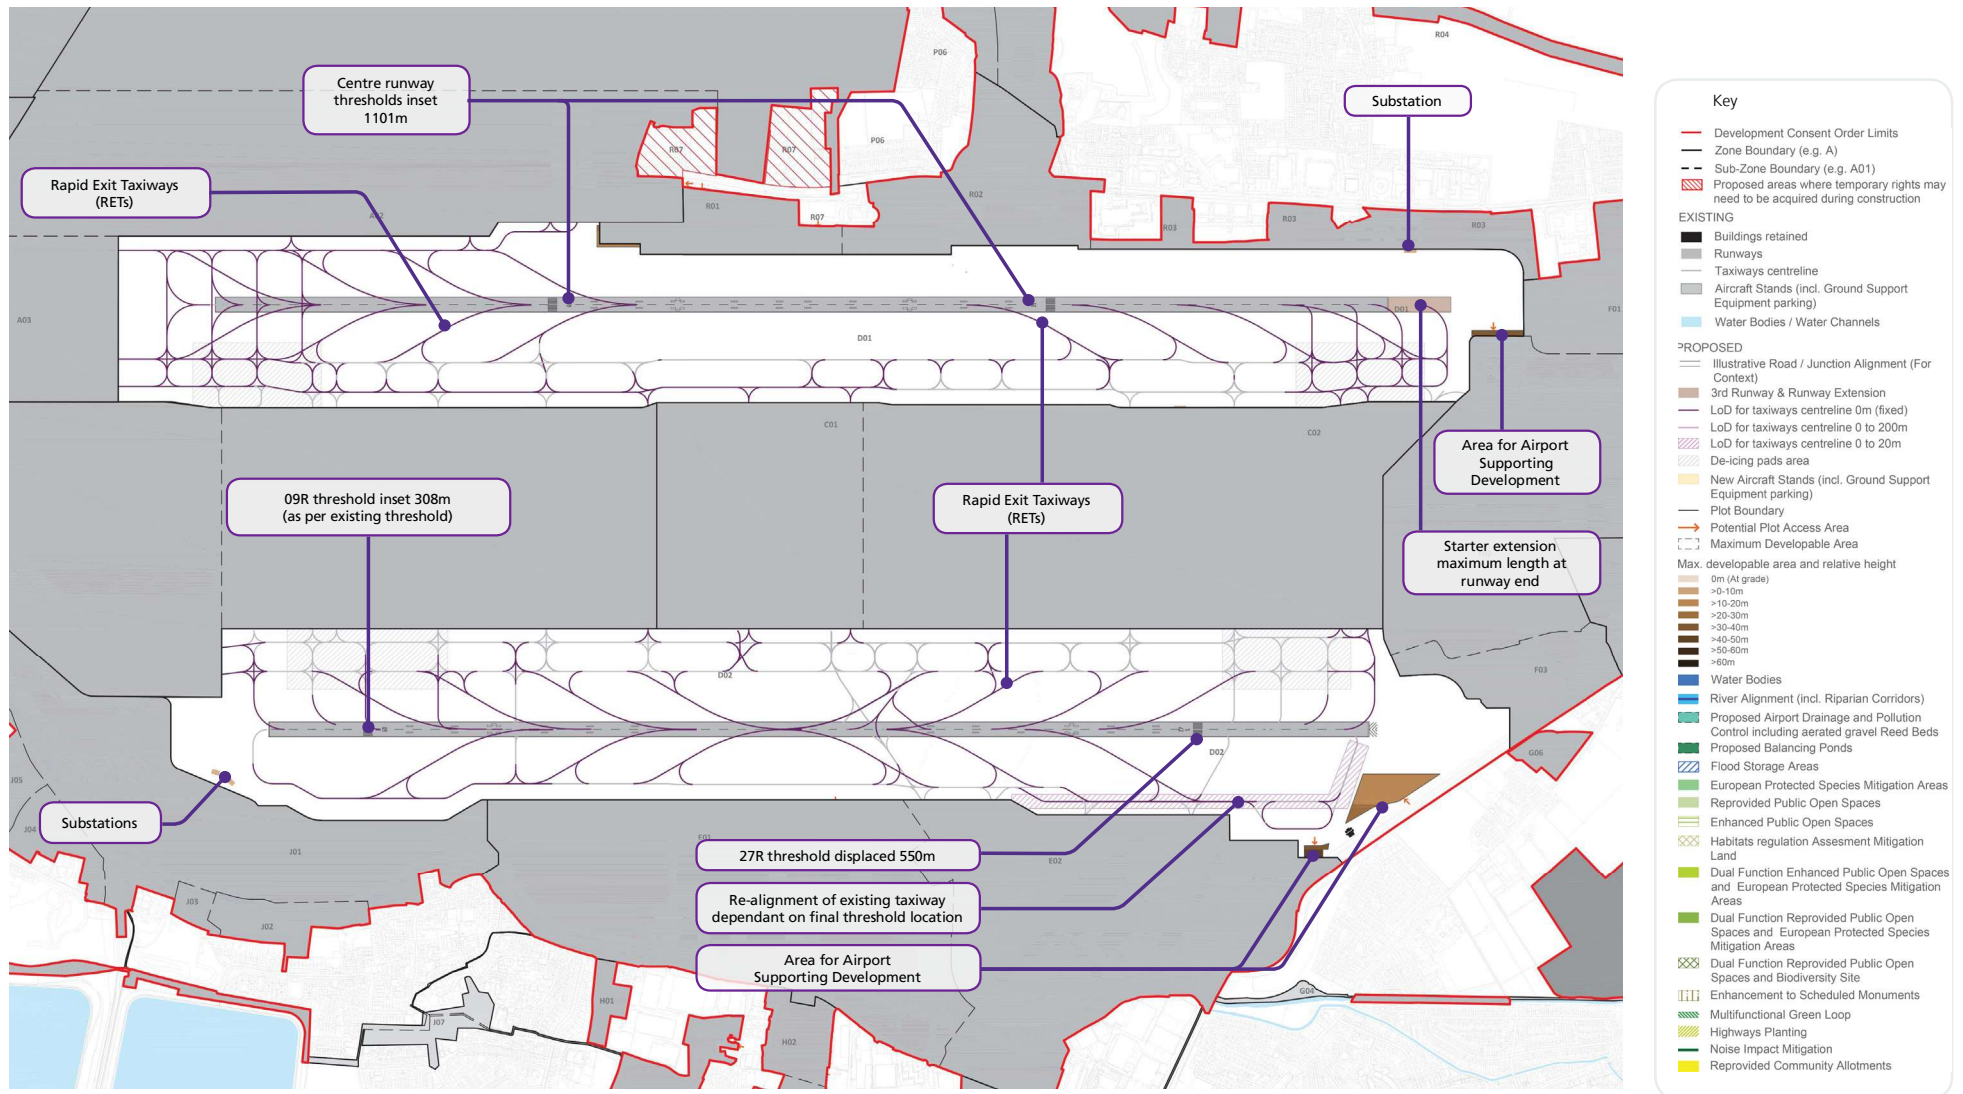 Centre runway
thresholds inset
1101m
Substation
Rapid Exit Taxiways
(RETs)
P06
R04
P06
R07
R07
R07
R01
R02
R03
R03
R03
A02
A03
D01
D01
F01
C01
C02
Area for Airport
Supporting
Development
09R threshold inset 308m
(as per existing threshold)
Rapid Exit Taxiways
(RETs)
Starter extension
maximum length at
runway end
D02
D02
F03
G06
J05
J04
Substations
J01
J03
J02
J07
E01
E02
27R threshold displaced 550m
Re-alignment of existing taxiway
dependant on final threshold location
Area for Airport
Supporting Development
H01
H02
G04
Key
Development Consent Order Limits
Zone Boundary (e.g. A)
Sub-Zone Boundary (e.g. A01)
Proposed areas where temporary rights may
need to be acquired during construction
EXISTING
Buildings retained
Runways
Taxiways centreline
Aircraft Stands (incl. Ground Support
Equipment parking)
Water Bodies / Water Channels
PROPOSED
Illustrative Road / Junction Alignment (For
Context)
3rd Runway & Runway Extension
LoD for taxiways centreline 0m (fixed)
LoD for taxiways centreline 0 to 200m
LoD for taxiways centreline 0 to 20m
De-icing pads area
New Aircraft Stands (incl. Ground Support
Equipment parking)
Plot Boundary
Potential Plot Access Area
Maximum Developable Area
Max. developable area and relative height
0m (At grade)
>0-10m
>10-20m
>20-30m
>30-40m
>40-50m
>50-60m
>60m
Water Bodies
River Alignment (incl. Riparian Corridors)
Proposed Airport Drainage and Pollution
Control including aerated gravel Reed Beds
Proposed Balancing Ponds
Flood Storage Areas
European Protected Species Mitigation Areas
Reprovided Public Open Spaces
Enhanced Public Open Spaces
Habitats regulation Assesment Mitigation
Land
Dual Function Enhanced Public Open Spaces
and European Protected Species Mitigation
Areas
Dual Function Reprovided Public Open
Spaces and European Protected Species
Mitigation Areas
Dual Function Reprovided Public Open
Spaces and Biodiversity Site
Enhancement to Scheduled Monuments
Multifunctional Green Loop
Highways Planting
Noise Impact Mitigation
Reprovided Community Allotments